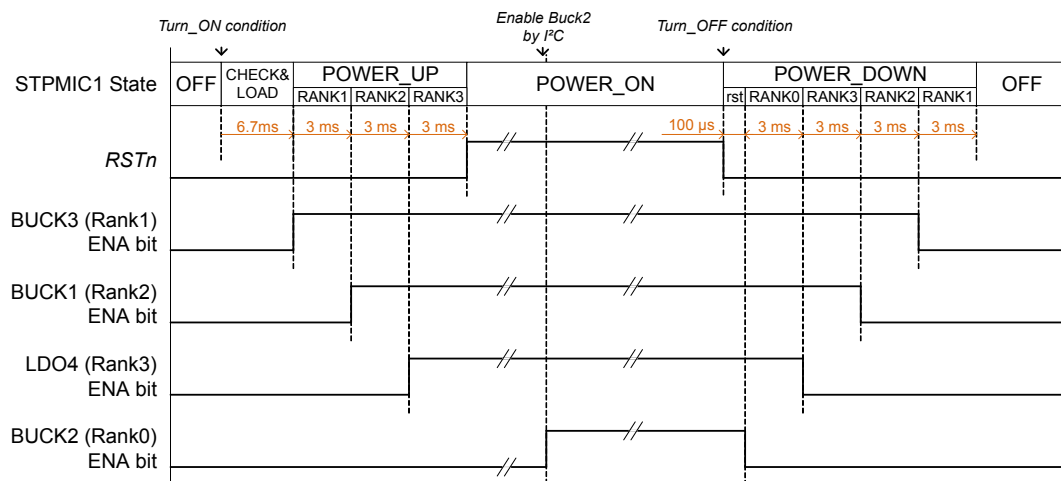 Turn_ON condition
Enable Buck2
by I²C
Turn_OFF condition
STPMIC1 State
OFF
CHECK&
LOAD
POWER_UP
RANK1 RANK2 RANK3
POWER_ON
POWER_DOWN
rst RANK0 RANK3 RANK2 RANK1
OFF
6.7ms 3 ms 3 ms 3 ms 100 µs 3 ms 3 ms 3 ms 3 ms
RSTn
BUCK3 (Rank1)
ENA bit
BUCK1 (Rank2)
ENA bit
LDO4 (Rank3)
ENA bit
BUCK2 (Rank0)
ENA bit